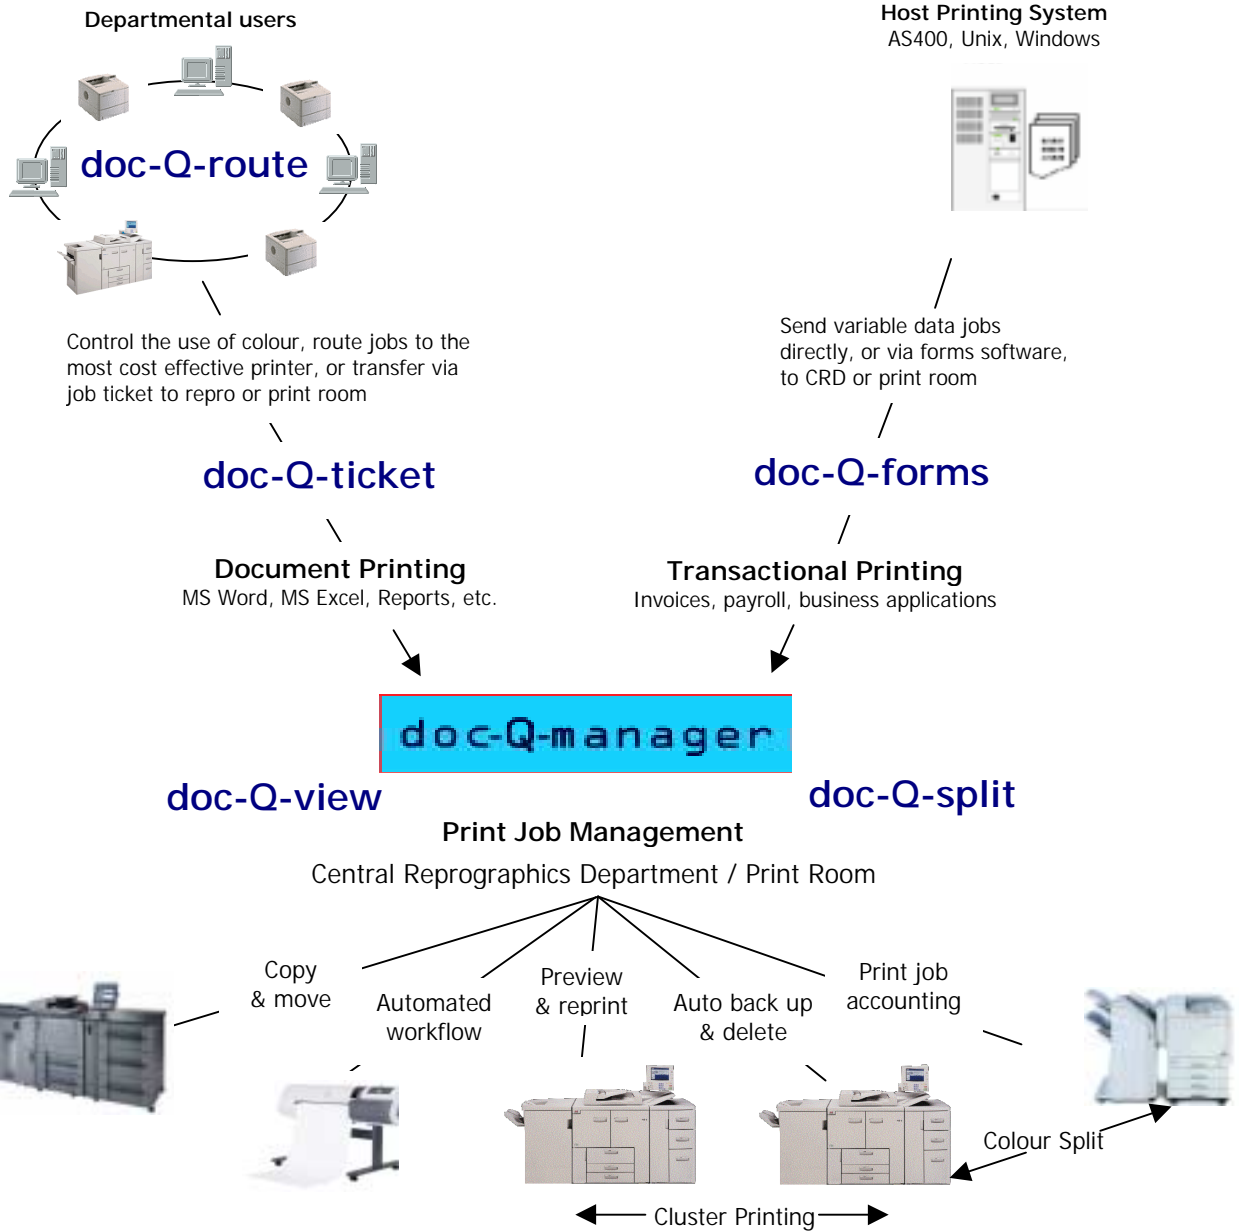 Departmental users
Host Printing System
AS400, Unix, Windows
doc-Q-route
Control the use of colour, route jobs to the
most cost effective printer, or transfer via
job ticket to repro or print room
Send variable data jobs
directly, or via forms software,
to CRD or print room
doc-Q-ticket
doc-Q-forms
Document Printing
MS Word, MS Excel, Reports, etc.
Transactional Printing
Invoices, payroll, business applications
doc-Q-manager
doc-Q-view
doc-Q-split
Print Job Management
Central Reprographics Department / Print Room
Copy
& move
Automated
workflow
Preview
& reprint
Auto back up
& delete
Print job
accounting
Colour Split
Cluster Printing